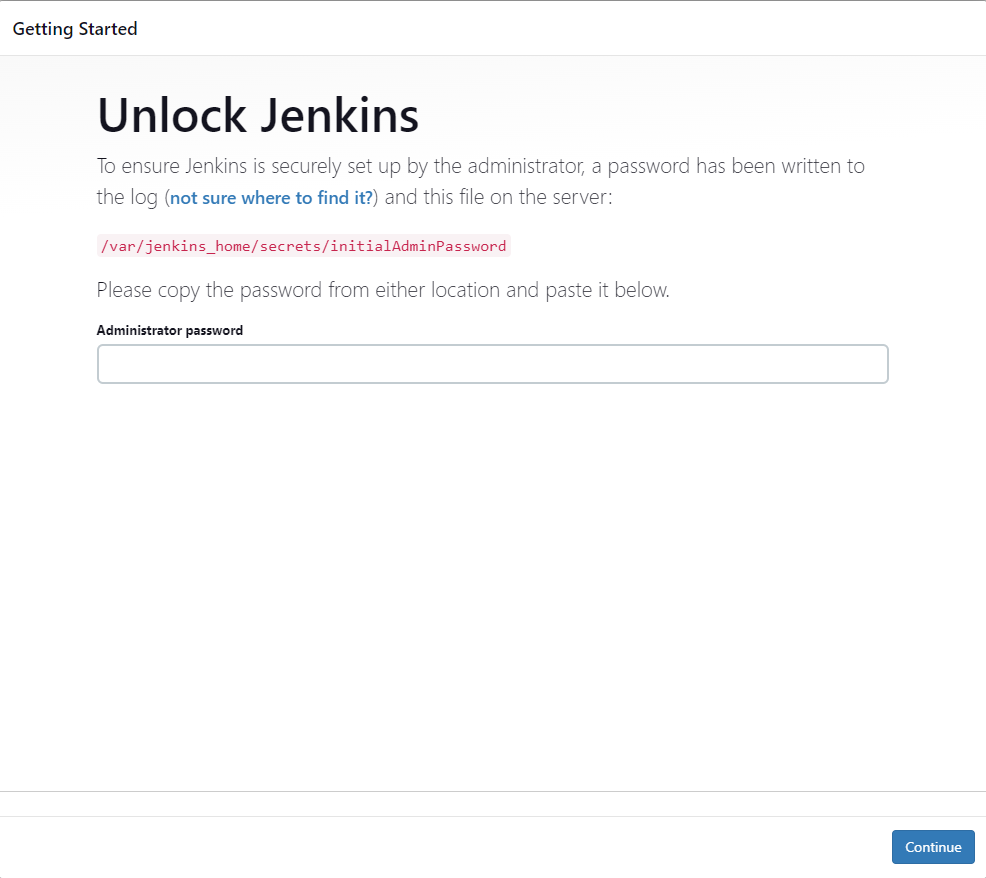 Getting Started
Unlock Jenkins
To ensure Jenkins is securely set up by the administrator, a password has been written to
the log (not sure where to find it?) and this file on the server:
/var/jenkins_home/secrets/initialAdminPassword
Please copy the password from either location and paste it below.
Administrator password
Continue